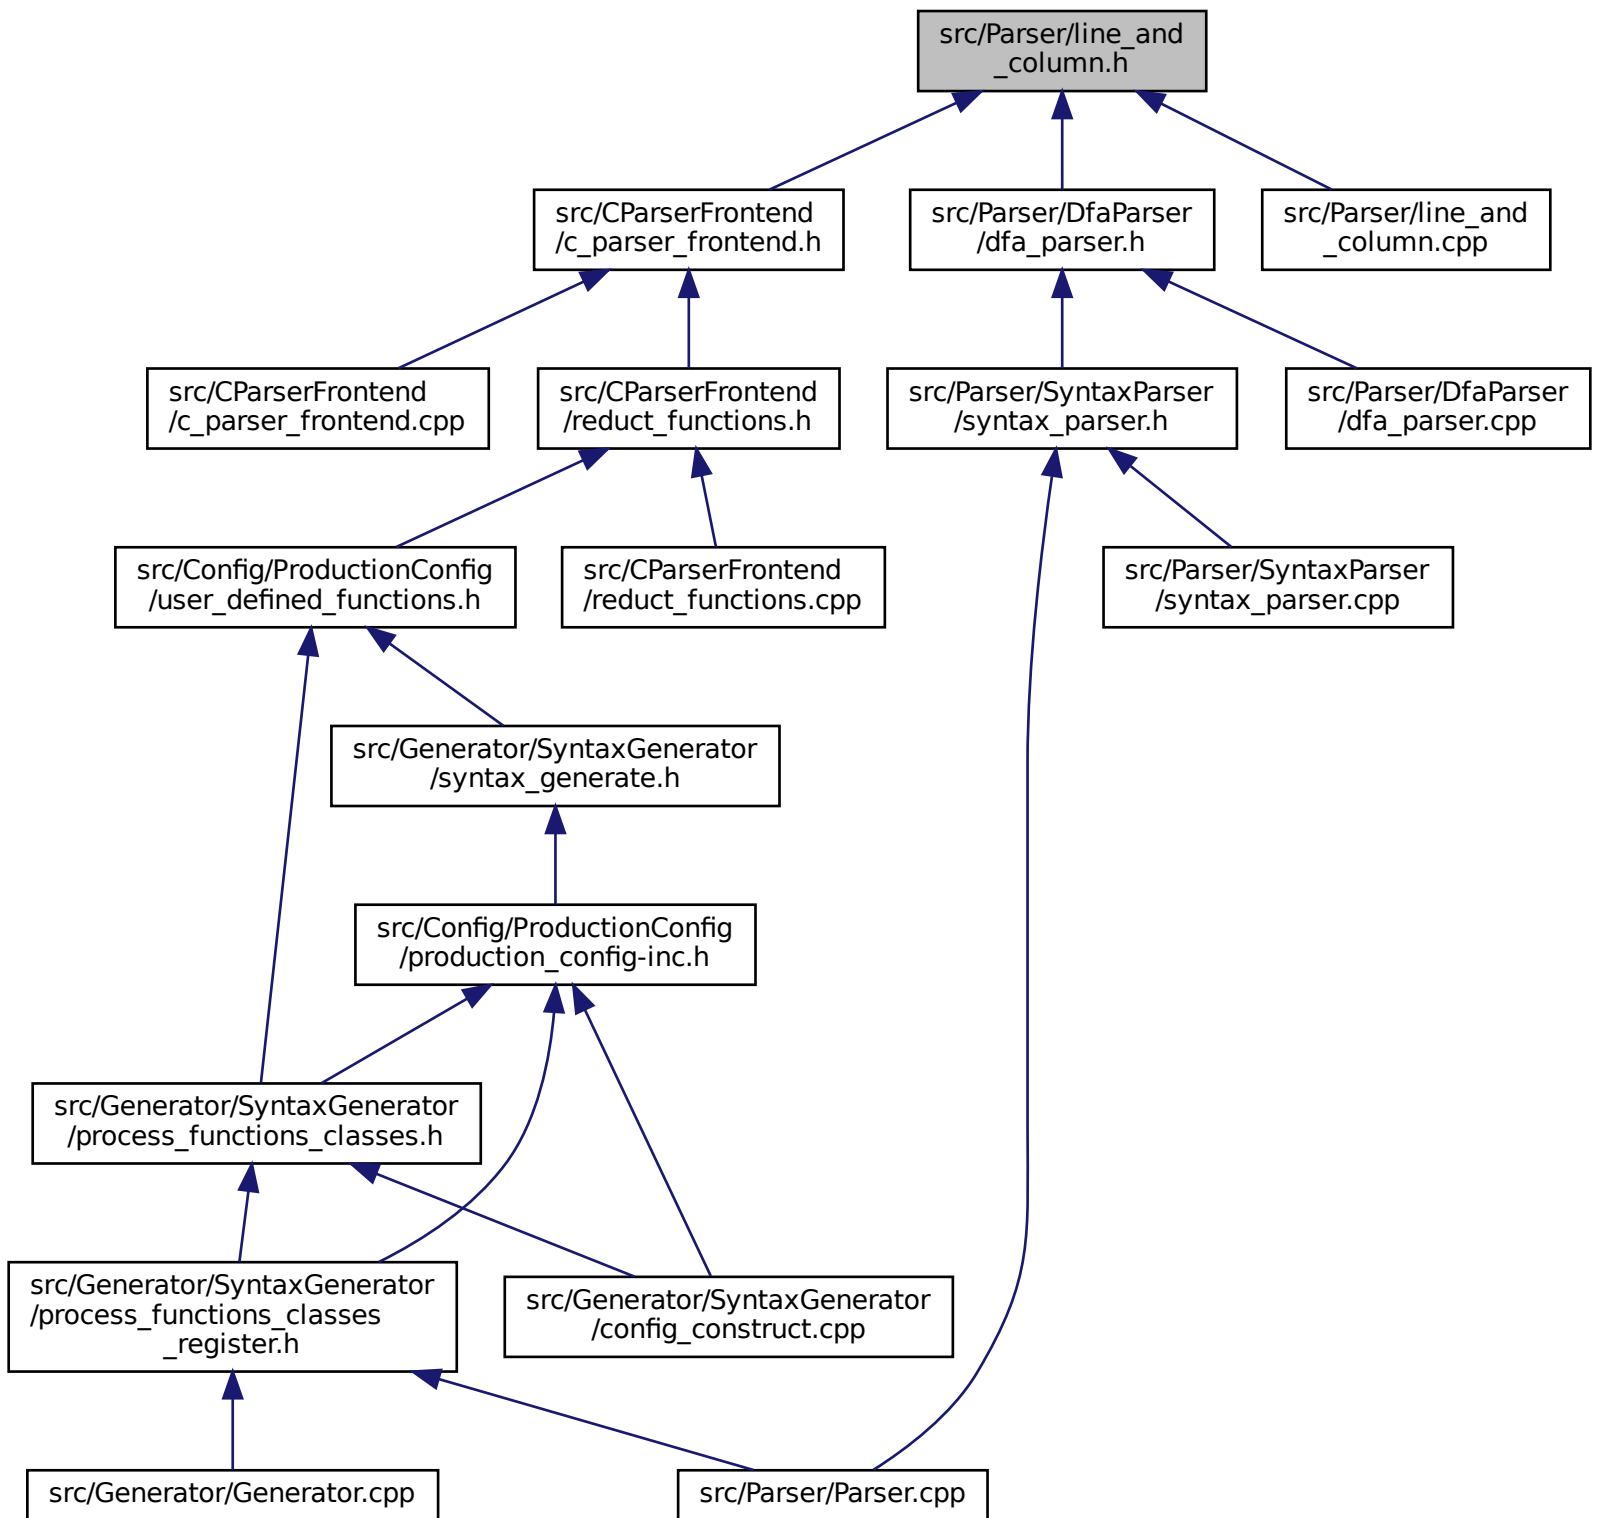 src/Parser/line_and
_column.h
src/CParserFrontend
/c_parser_frontend.h
src/Parser/DfaParser
/dfa_parser.h
src/Parser/line_and
_column.cpp
src/CParserFrontend
/c_parser_frontend.cpp
src/CParserFrontend
/reduct_functions.h
src/Parser/SyntaxParser
/syntax_parser.h
src/Parser/DfaParser
/dfa_parser.cpp
src/Config/ProductionConfig
/user_defined_functions.h
src/CParserFrontend
/reduct_functions.cpp
src/Parser/SyntaxParser
/syntax_parser.cpp
src/Generator/SyntaxGenerator
/syntax_generate.h
src/Config/ProductionConfig
/production_config-inc.h
src/Generator/SyntaxGenerator
/process_functions_classes.h
src/Generator/SyntaxGenerator
/process_functions_classes
_register.h
src/Generator/SyntaxGenerator
/config_construct.cpp
src/Generator/Generator.cpp
src/Parser/Parser.cpp